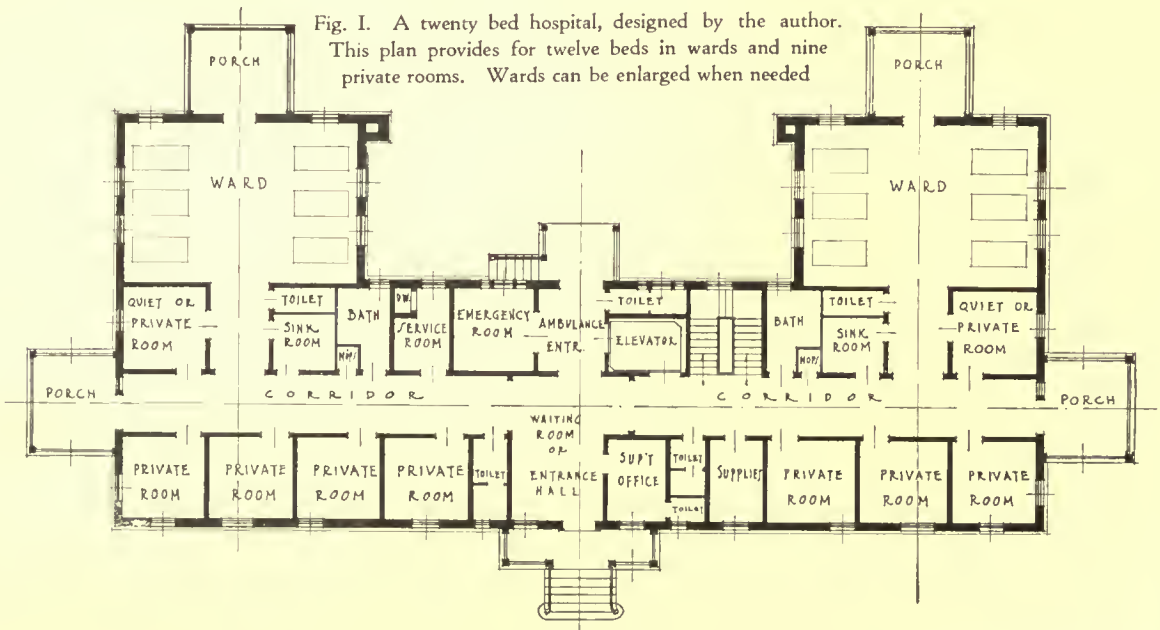 Fig. I. A twenty bed hospital, designed by the author.
This plan provides for twelve beds in wards and nine
private rooms. Wards can be enlarged when needed
PORCH
PORCH
WARD
WARD
QUIET OR
PRIVATE
ROOM
TOILET
SINK
ROOM
BATH
MOPS
D.W.
SERVICE
ROOM
EMERGENCY
ROOM
AMBULANCE
ENTR.
TOILET
ELEVATOR
BATH
MOPS
TOILET
SINK
ROOM
QUIET OR
PRIVATE
ROOM
PORCH
CORRIDOR
CORRIDOR
PORCH
PRIVATE
ROOM
PRIVATE
ROOM
PRIVATE
ROOM
PRIVATE
ROOM
TOILET
WAITING
ROOM
OR
ENTRANCE
HALL
SUP'T
OFFICE
TOILET
TOILET
SUPPLIES
PRIVATE
ROOM
PRIVATE
ROOM
PRIVATE
ROOM